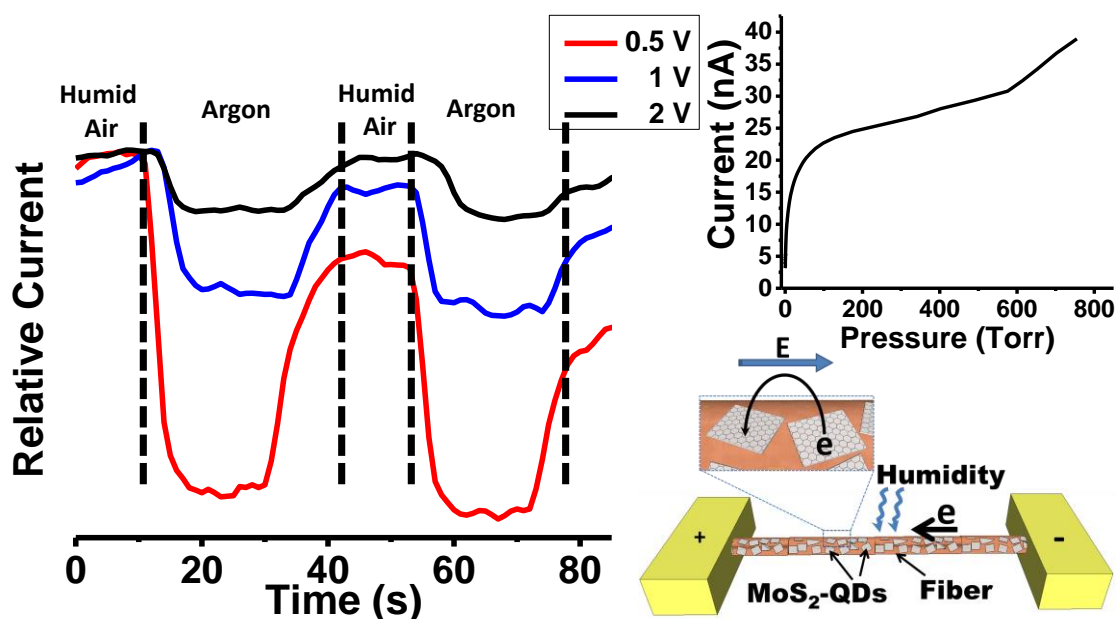 0.5 V
1 V
2 V
Humid
Air
Argon
Humid
Air
Argon
Relative Current
0
20
40
60
80
Time (s)
40
35
30
25
20
15
10
5
0
Current (nA)
0
200
400
600
800
Pressure (Torr)
E
e
Humidity
e
+
-
MoS₂-QDs
Fiber